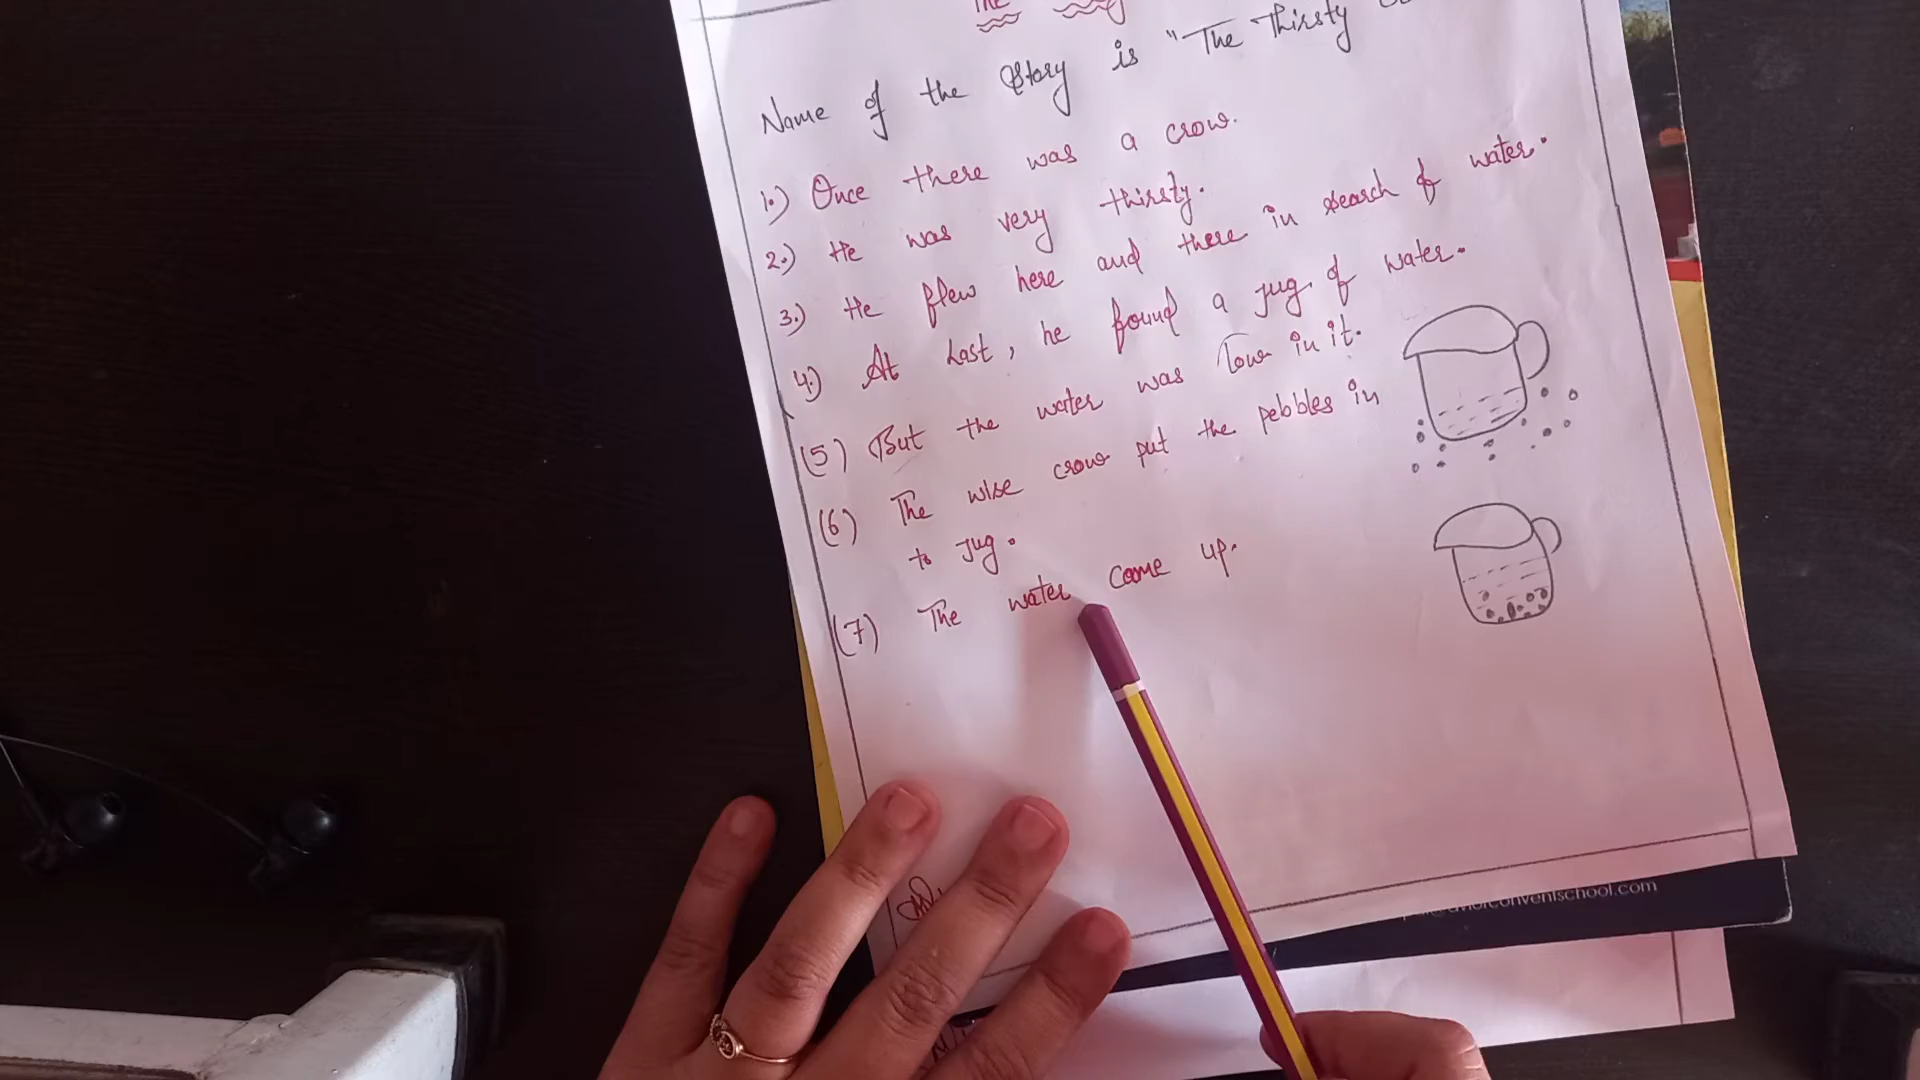 The
Name of the Story is "The Thirsty
1.) Once there was a crow.
2.) He was very thirsty.
3.) He flew here and there in search of water.
4.) At Last, he found a jug of water.
(5) But the water was low in it.
(6) The wise crow put the pebbles in
to jug.
(7) The water come up.